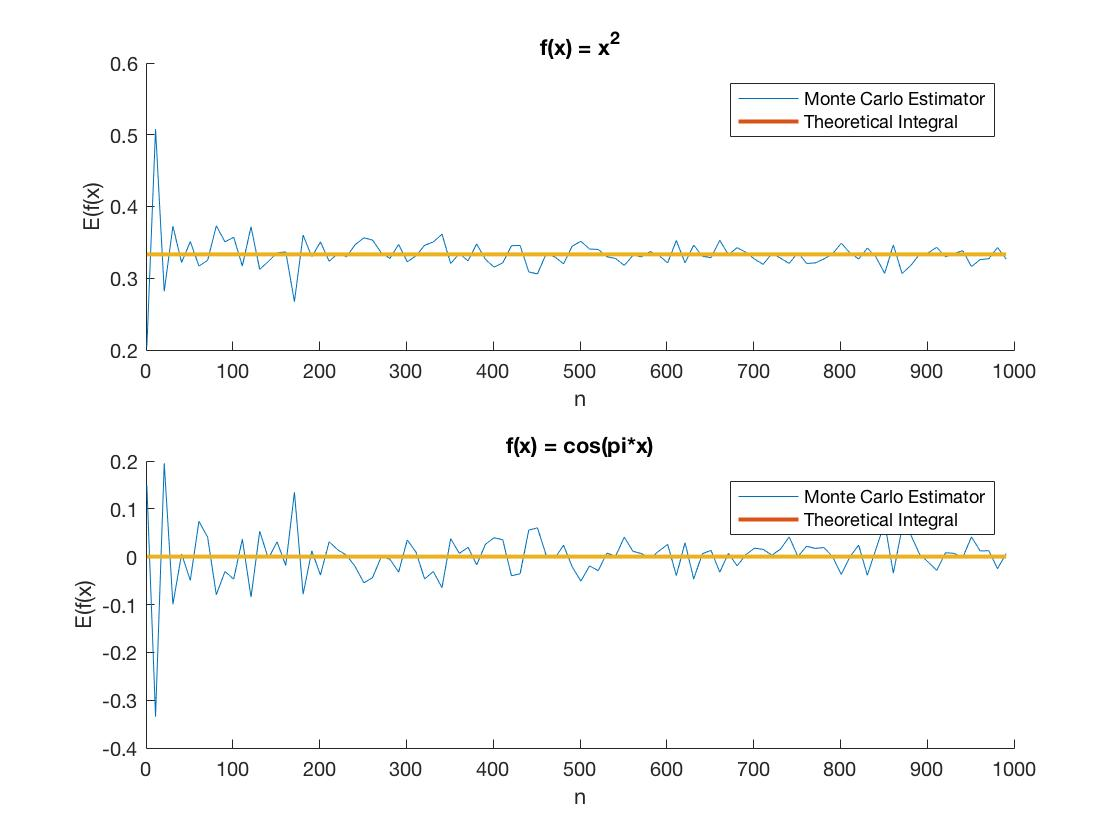 f(x) = x²
0.6
0.5
0.4
0.3
0.2
E(f(x)
Monte Carlo Estimator
Theoretical Integral
0 100 200 300 400 500 600 700 800 900 1000
n
f(x) = cos(pi*x)
0.2
0.1
0
-0.1
-0.2
-0.3
-0.4
E(f(x)
Monte Carlo Estimator
Theoretical Integral
0 100 200 300 400 500 600 700 800 900 1000
n